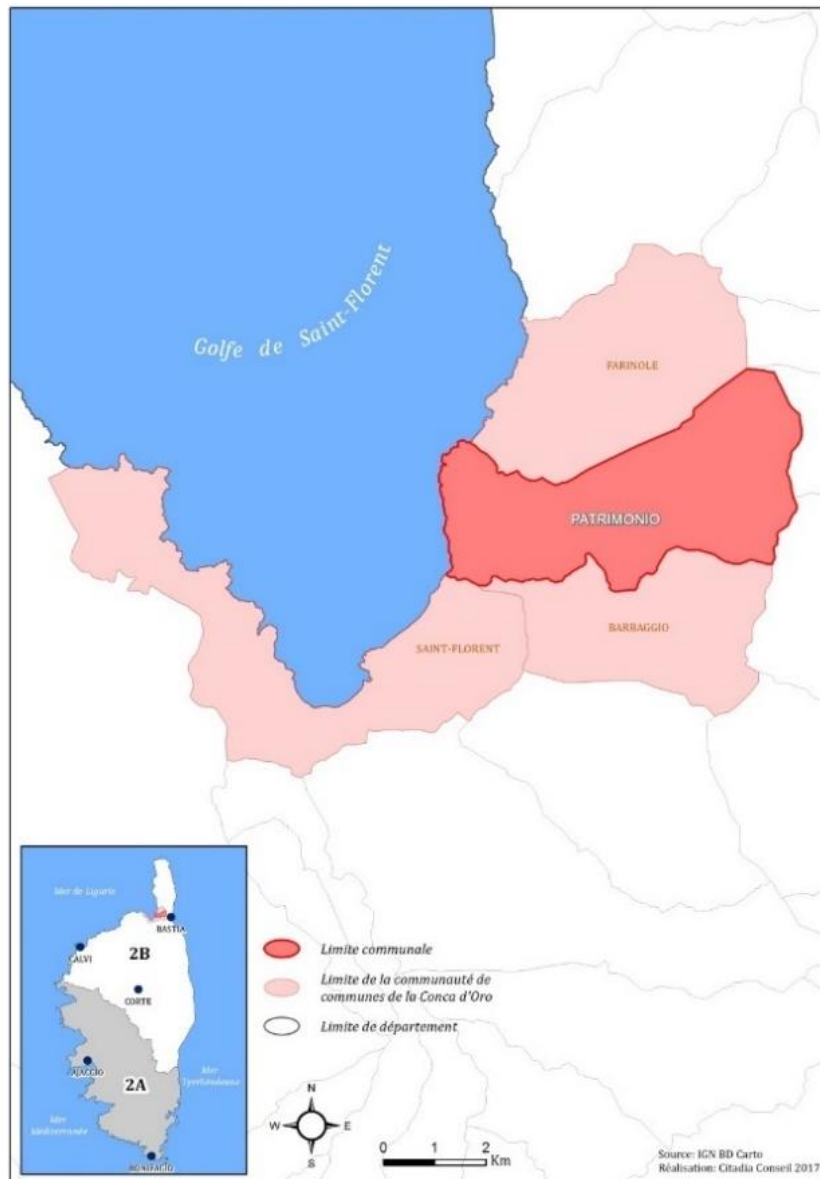 Golfe de Saint-Florent
FARINOLE
PATRIMONIO
BARBAGGIO
SAINT-FLORENT
Mer de Ligurie
BASTIA
2B
CALVI
CORTE
AJACCIO
2A
Mer
Tyrrhénienne
Mer
Méditerranée
BONIFACIO
Limite communale
Limite de la communauté de
communes de la Conca d'Oro
Limite de département
N
W
E
S
0 1 2
Km
Source: IGN BD Carto
Réalisation: Citadia Conseil 2017